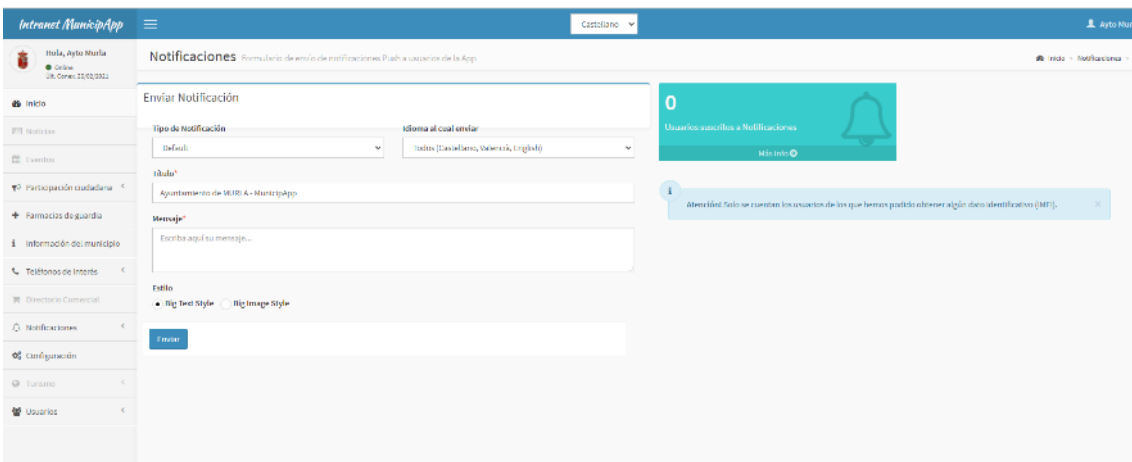 Intranet MunicipApp
Castellano
Ayto Mur
Hola, Ayto Murla
Online
Ult. Conex. 22/02/2021
Notificaciones Formulario de envío de notificaciones Push a usuarios de la App
Inicio > Notificaciones >
Inicio
Noticias
Eventos
Participación ciudadana
Farmacias de guardia
Información del municipio
Teléfonos de Interés
Directorio Comercial
Notificaciones
Configuración
Turismo
Usuarios
Enviar Notificación
Tipo de Notificación
Default
Idioma al cual enviar
Todos (Castellano, Valencià, English)
Título*
Ayuntamiento de MURLA - MunicipApp
Mensaje*
Escriba aquí su mensaje...
Estilo
Big Text Style Big Image Style
Enviar
0
Usuarios suscritos a Notificaciones
Más Info
Atención! Solo se cuentan los usuarios de los que hemos podido obtener algún dato identificativo (IMEI).